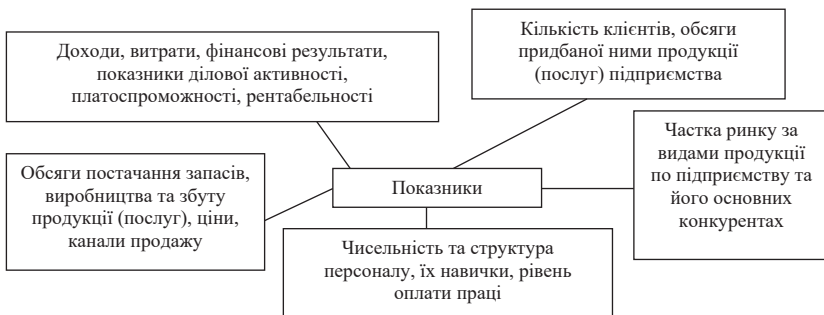 Доходи, витрати, фінансові результати,
показники ділової активності,
платоспроможності, рентабельності
Кількість клієнтів, обсяги
придбаної ними продукції
(послуг) підприємства
Обсяги постачання запасів,
виробництва та збуту
продукції (послуг), ціни,
канали продажу
Показники
Частка ринку за
видами продукції
по підприємству та
його основних
конкурентах
Чисельність та структура
персоналу, їх навички, рівень
оплати праці